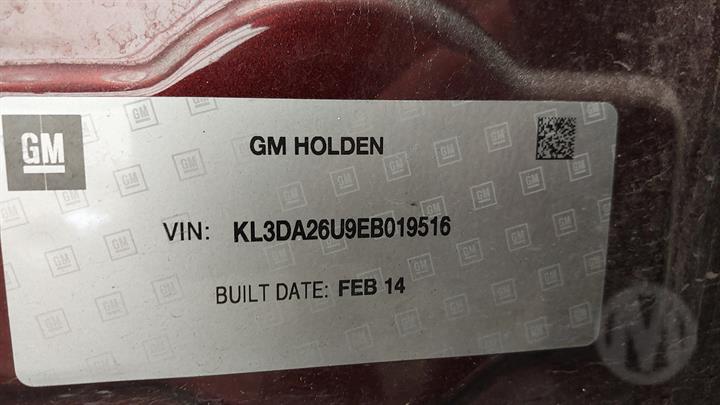 GM
GM HOLDEN
VIN: KL3DA26U9EB019516
BUILT DATE: FEB 14